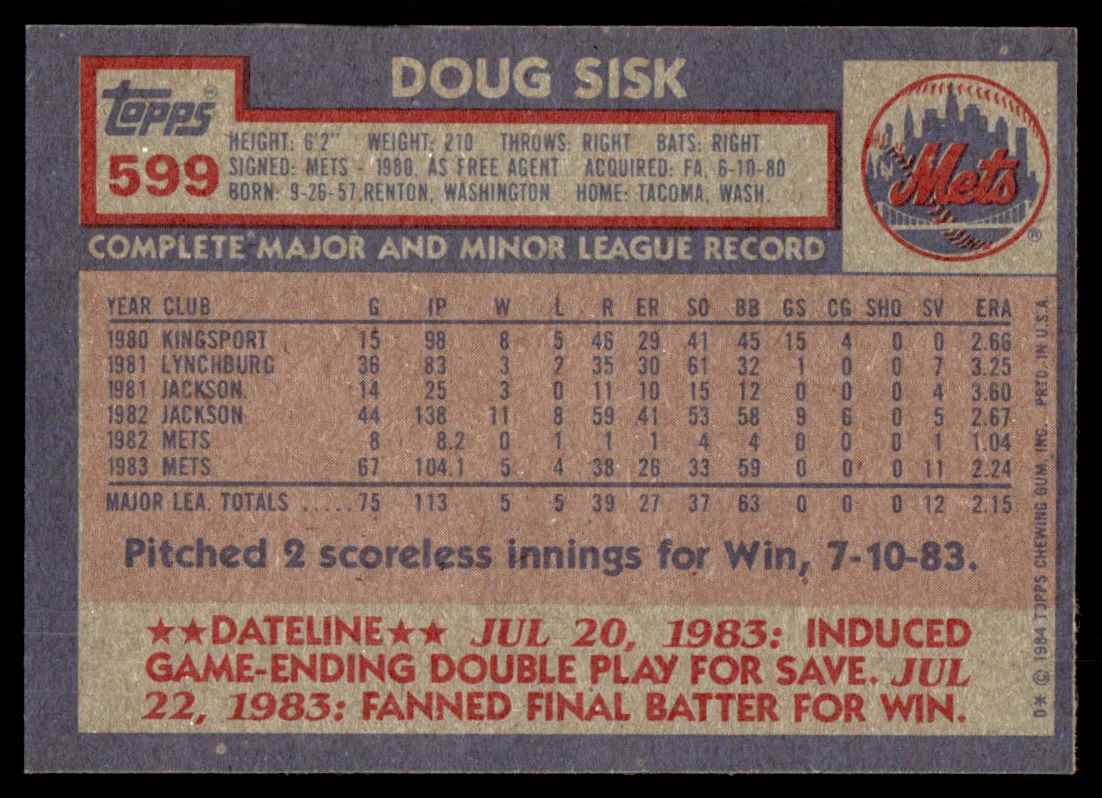 DOUG SISK
Topps®
599
HEIGHT: 6'2" WEIGHT: 210 THROWS: RIGHT BATS: RIGHT
SIGNED: METS - 1980, AS FREE AGENT ACQUIRED: FA, 6-10-80
BORN: 9-26-57, RENTON, WASHINGTON HOME: TACOMA, WASH.
Mets
®
COMPLETE MAJOR AND MINOR LEAGUE RECORD
YEAR CLUB G IP W L R ER SO BB GS CG SHO SV ERA
1980 KINGSPORT 15 98 8 5 46 29 41 45 15 4 0 0 2.66
1981 LYNCHBURG 36 83 3 2 35 30 61 32 1 0 0 7 3.25
1981 JACKSON 14 25 3 0 11 10 15 12 0 0 0 4 3.60
1982 JACKSON 44 138 11 8 59 41 53 58 9 6 0 5 2.67
1982 METS 8 8.2 0 1 1 1 4 4 0 0 0 1 1.04
1983 METS 67 104.1 5 4 38 26 33 59 0 0 0 11 2.24
MAJOR LEA. TOTALS .....75 113 5 5 39 27 37 63 0 0 0 12 2.15
Pitched 2 scoreless innings for Win, 7-10-83.
★★DATELINE★★ JUL 20, 1983: INDUCED
GAME-ENDING DOUBLE PLAY FOR SAVE. JUL
22, 1983: FANNED FINAL BATTER FOR WIN.
D* © 1984 TOPPS CHEWING GUM, INC. PRTD. IN U.S.A.